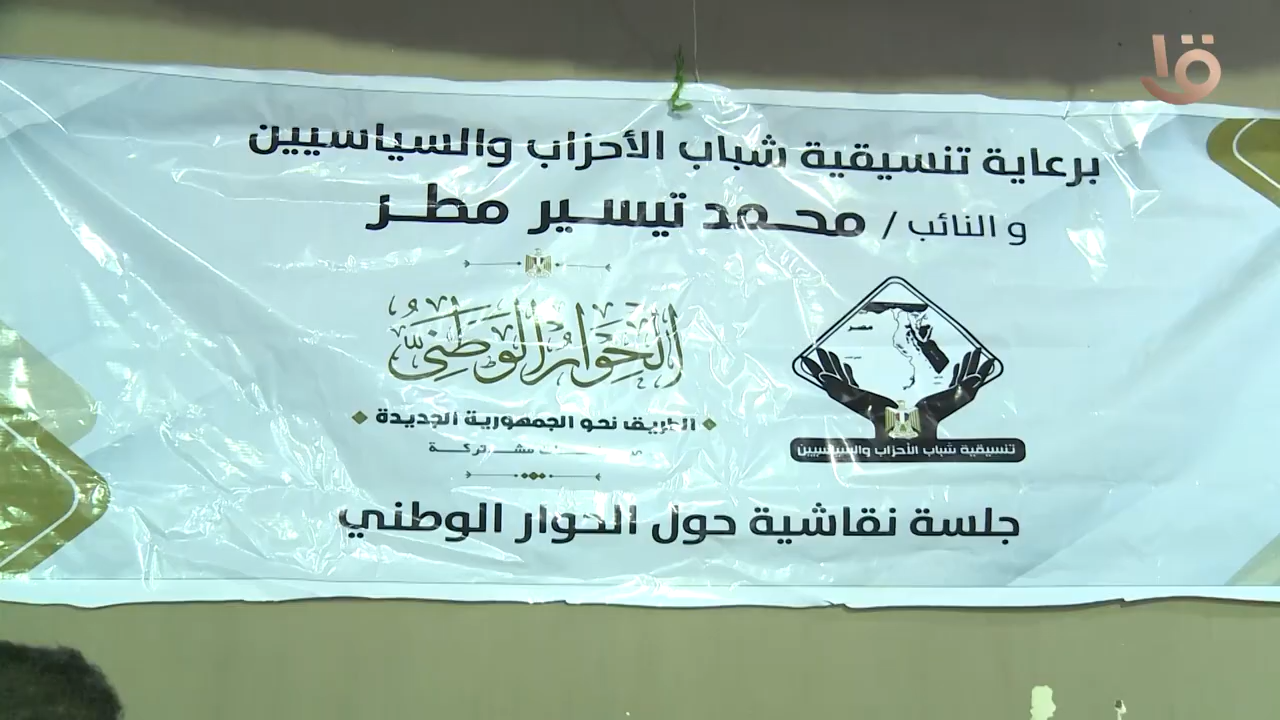 برعاية تنسيقية شباب الأحزاب والسياسيين
و النائب / محمد تيسير مطر
الحوار الوطني
الطريق نحو الجمهورية الجديدة
مصر
تنسيقية شباب الأحزاب والسياسيين
جلسة نقاشية حول الحوار الوطني